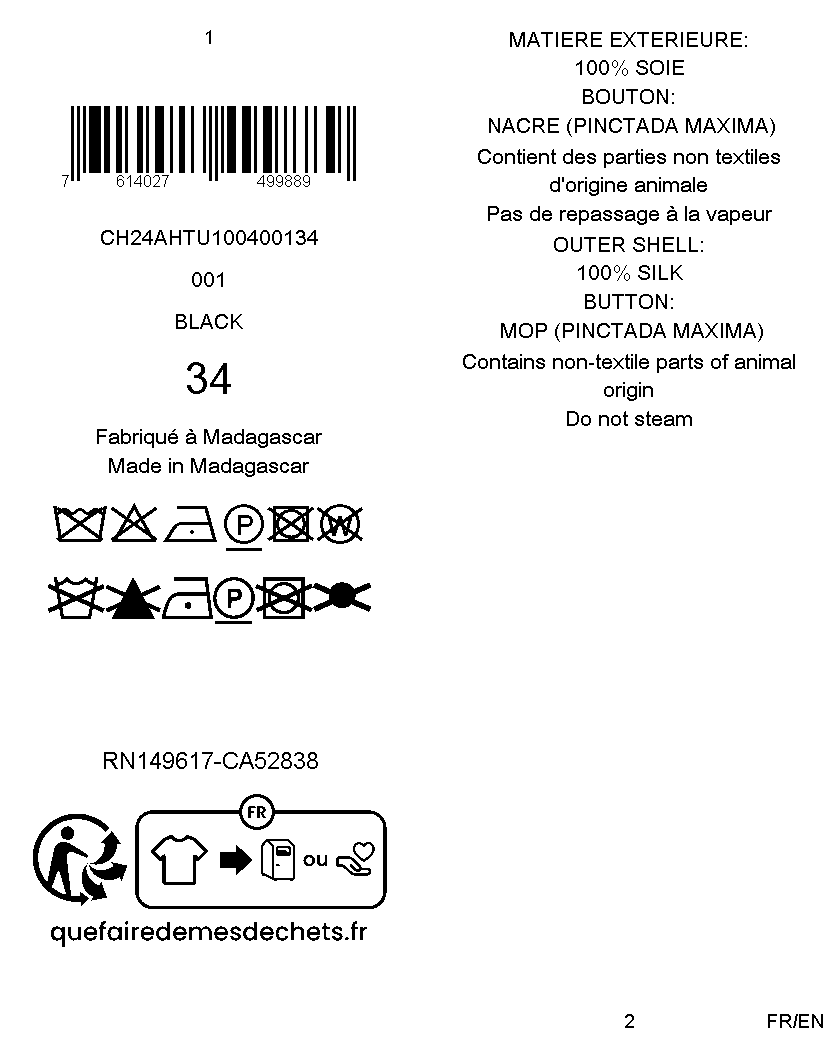 1
7 614027 499889
CH24AHTU100400134
001
BLACK
34
Fabriqué à Madagascar
Made in Madagascar
P
W
P
RN149617-CA52838
FR
ou
quefairedemesdechets.fr
MATIERE EXTERIEURE:
100% SOIE
BOUTON:
NACRE (PINCTADA MAXIMA)
Contient des parties non textiles
d'origine animale
Pas de repassage à la vapeur
OUTER SHELL:
100% SILK
BUTTON:
MOP (PINCTADA MAXIMA)
Contains non-textile parts of animal
origin
Do not steam
2
FR/EN